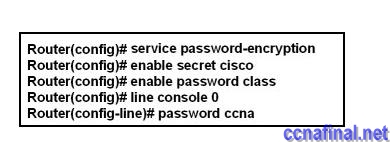 Router(config)# service password-encryption
Router(config)# enable secret cisco
Router(config)# enable password class
Router(config)# line console 0
Router(config-line)# password ccna
ccnafinal.net